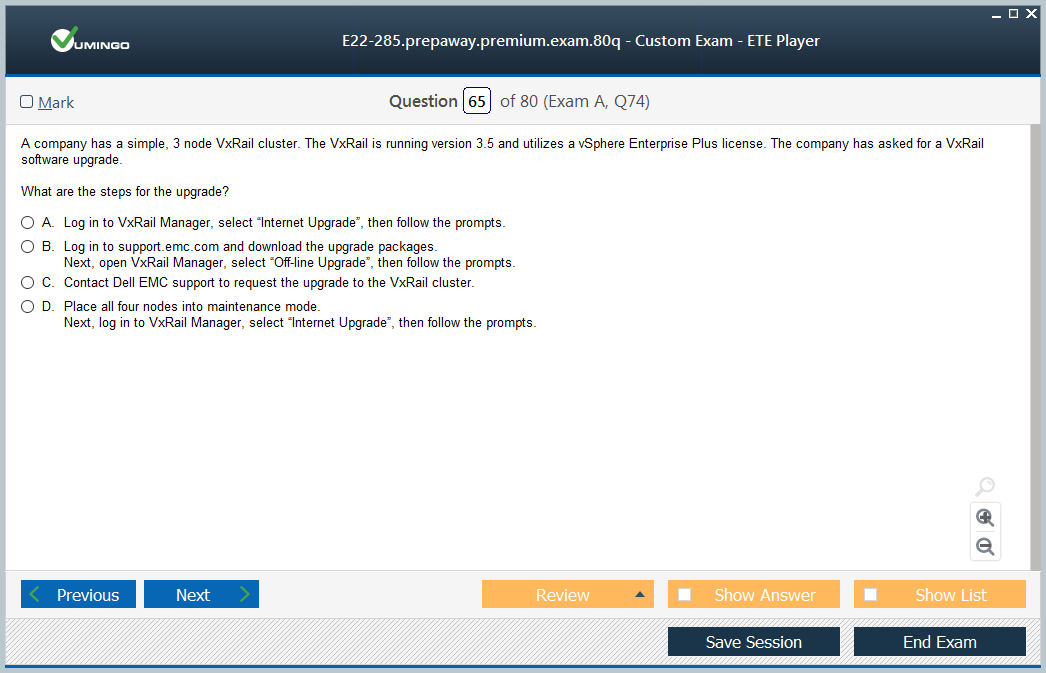 VUMINGO
E22-285.prepaway.premium.exam.80q - Custom Exam - ETE Player
Mark
Question 65 of 80 (Exam A, Q74)
A company has a simple, 3 node VxRail cluster. The VxRail is running version 3.5 and utilizes a vSphere Enterprise Plus license. The company has asked for a VxRail
software upgrade.
What are the steps for the upgrade?
A. Log in to VxRail Manager, select “Internet Upgrade”, then follow the prompts.
B. Log in to support.emc.com and download the upgrade packages.
Next, open VxRail Manager, select “Off-line Upgrade”, then follow the prompts.
C. Contact Dell EMC support to request the upgrade to the VxRail cluster.
D. Place all four nodes into maintenance mode.
Next, log in to VxRail Manager, select “Internet Upgrade”, then follow the prompts.
Previous
Next
Review
Show Answer
Show List
Save Session
End Exam